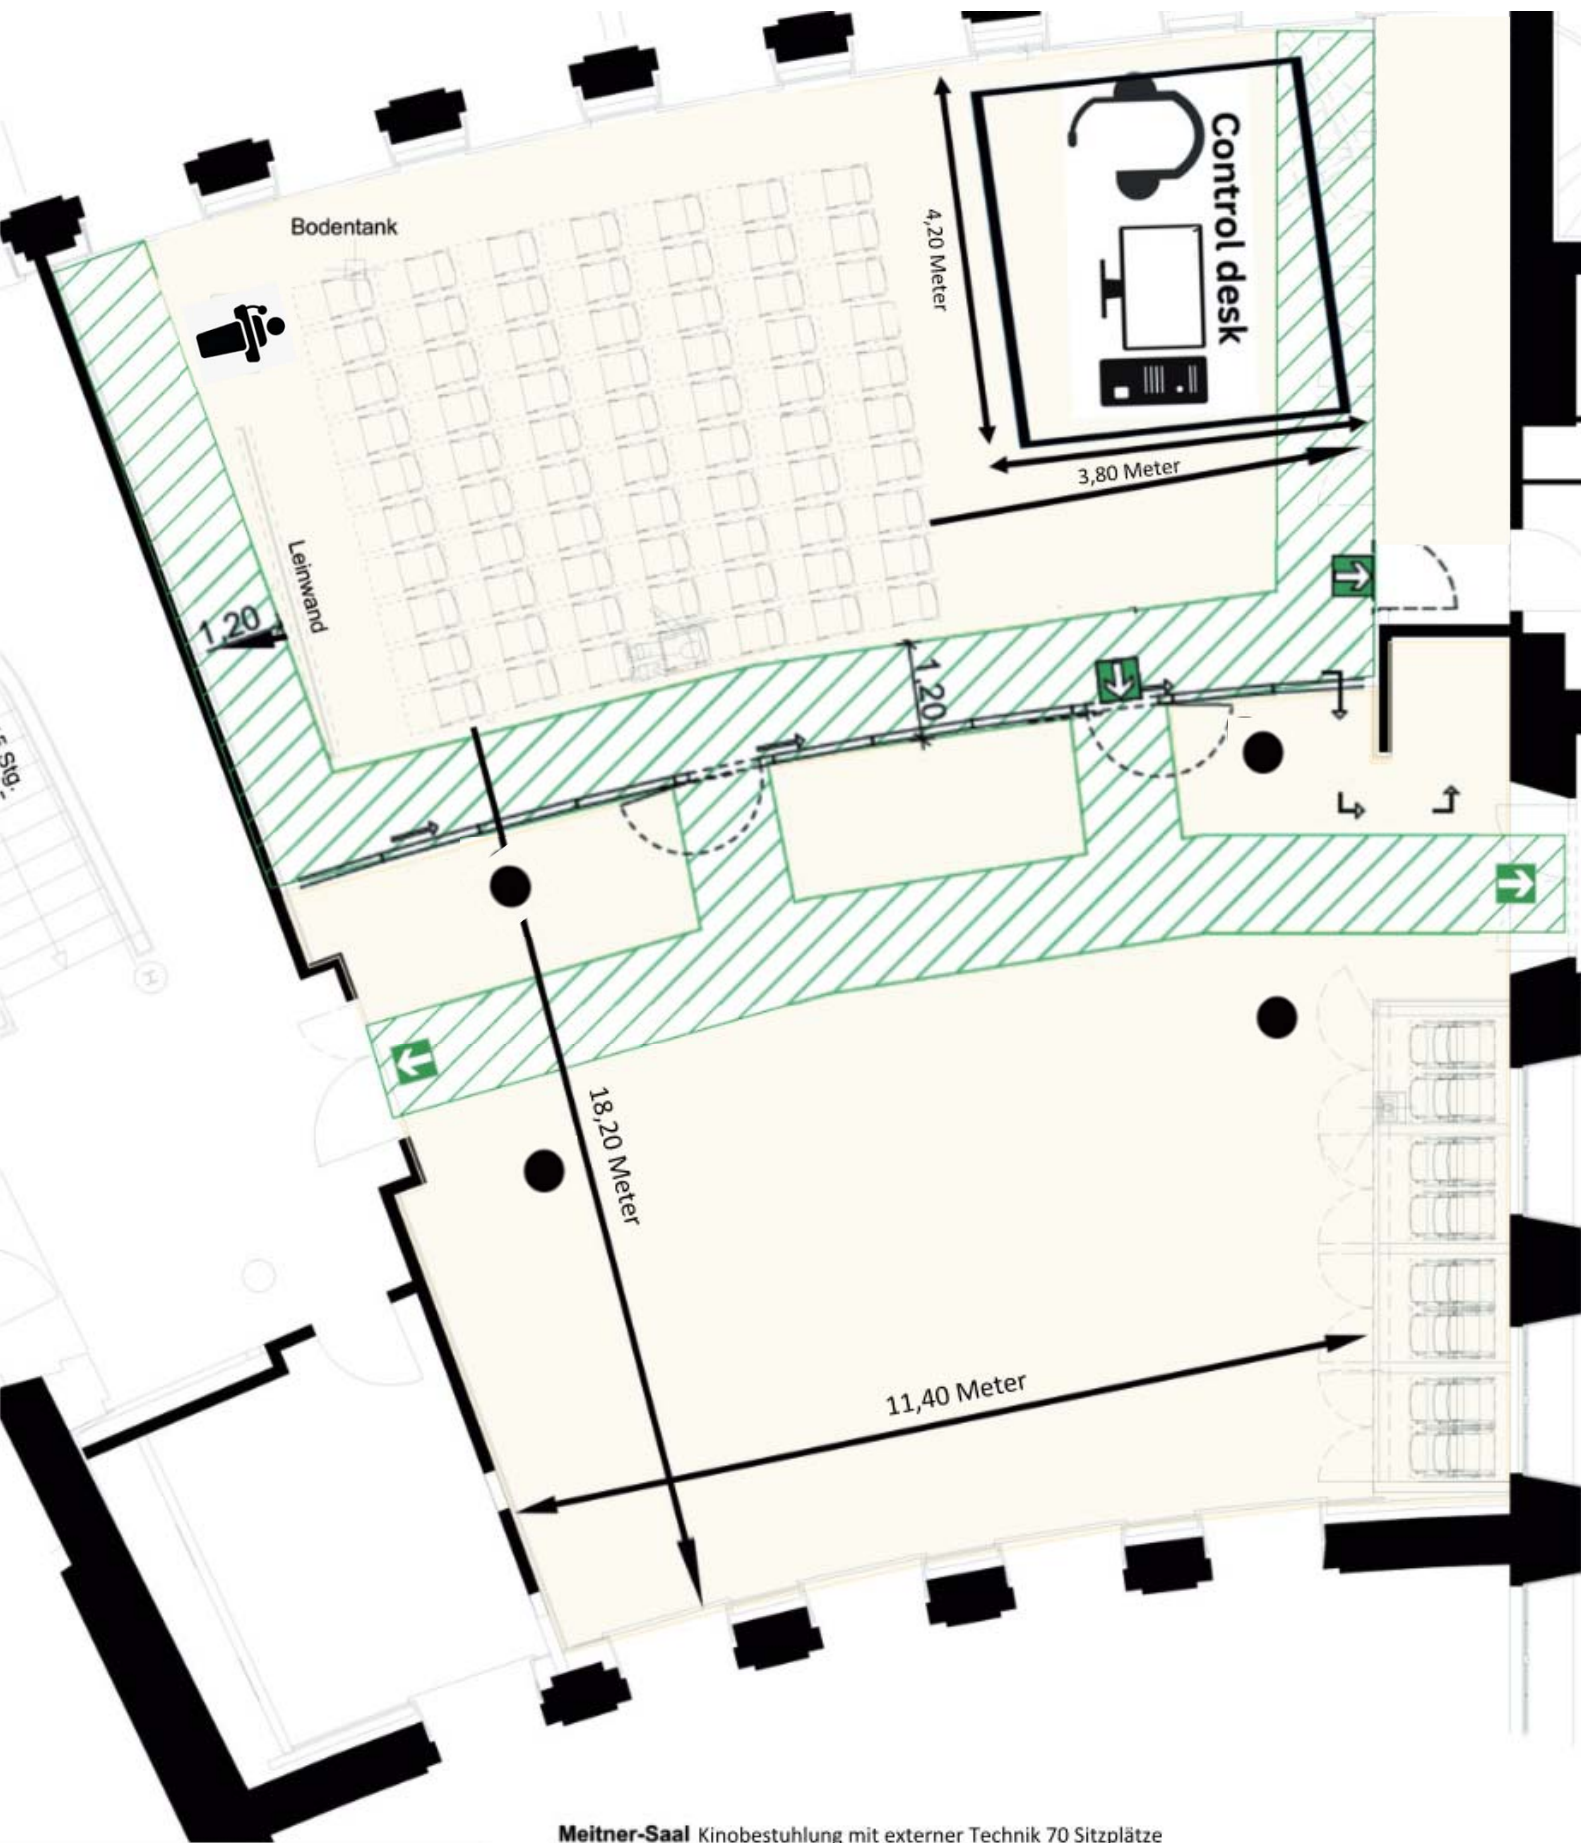 Bodentank
Control desk
4,20 Meter
3,80 Meter
Leinwand
1,20
1,20
Stg.
H
18,20 Meter
11,40 Meter
Meitner-Saal Kinobestuhlung mit externer Technik 70 Sitzplätze